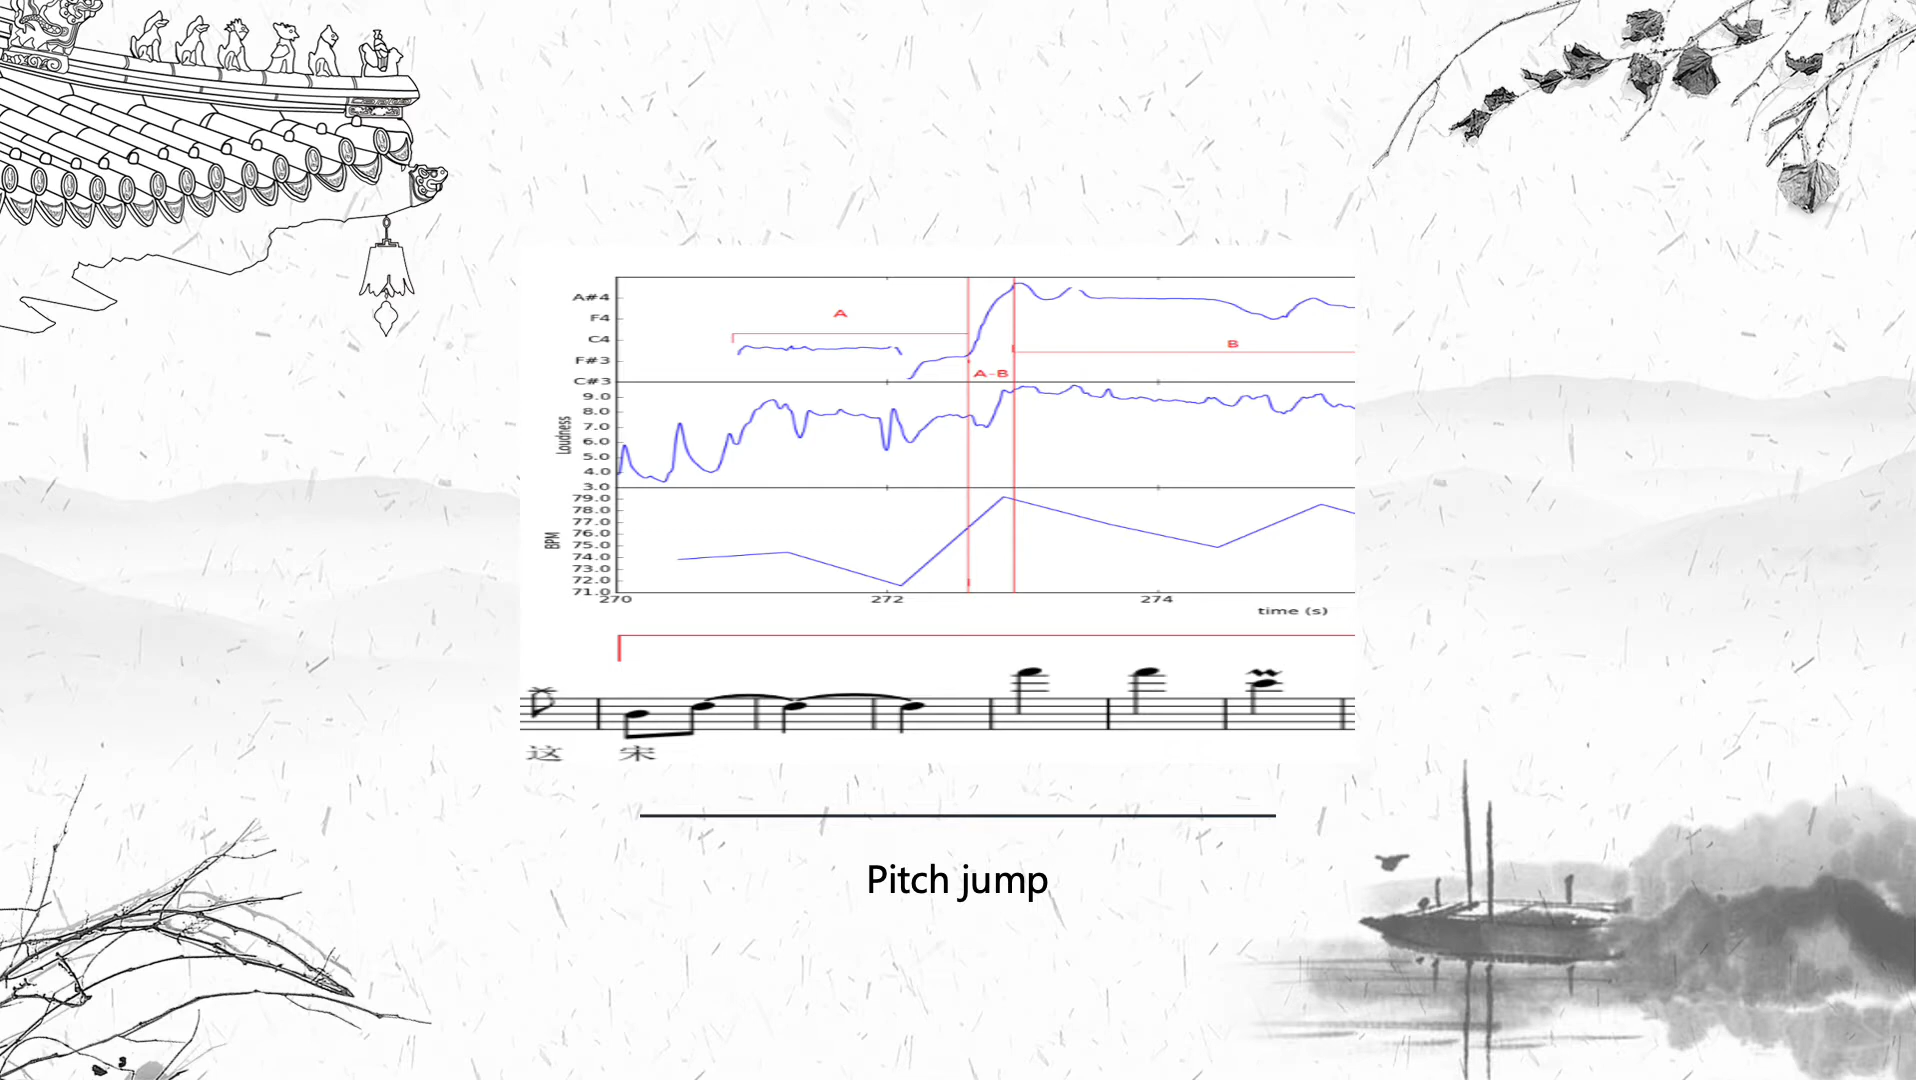 A#4
F4
C4
F#3
C#3
A
B
A-B
Loudness
9.0
8.0
7.0
6.0
5.0
4.0
3.0
BPM
79.0
78.0
77.0
76.0
75.0
74.0
73.0
72.0
71.0
270 272 274
time (s)
这 宋
Pitch jump